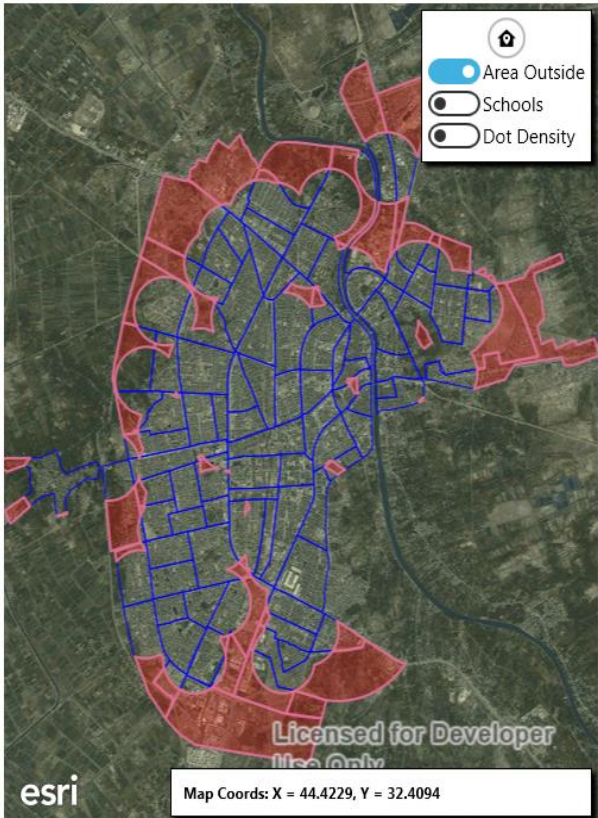 Area Outside
Schools
Dot Density
Licensed for Developer
Use Only
esri
Map Coords: X = 44.4229, Y = 32.4094